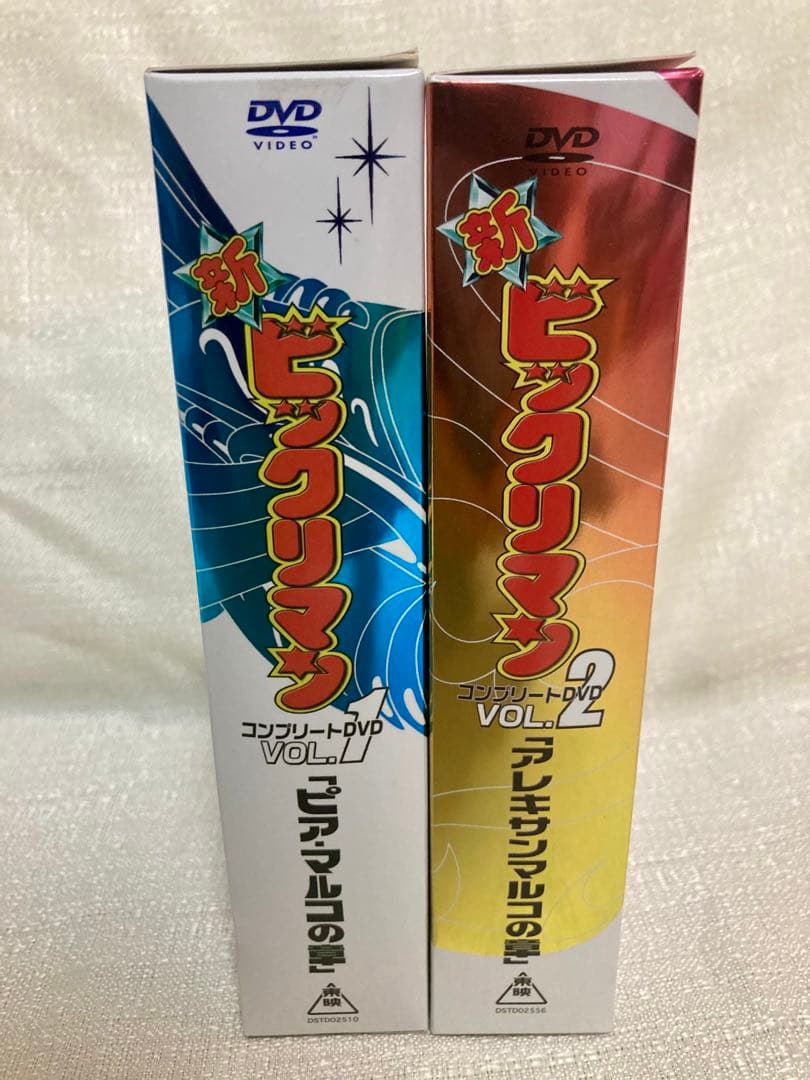 DVD
VIDEO™
新
ビックリマン
コンプリートDVD
VOL.1
「ピア・マルコの章」
東映
DSTD02510
DVD
VIDEO
新
ビックリマン
コンプリートDVD
VOL.2
「アレキサンマルコの章」
東映
DSTD02556